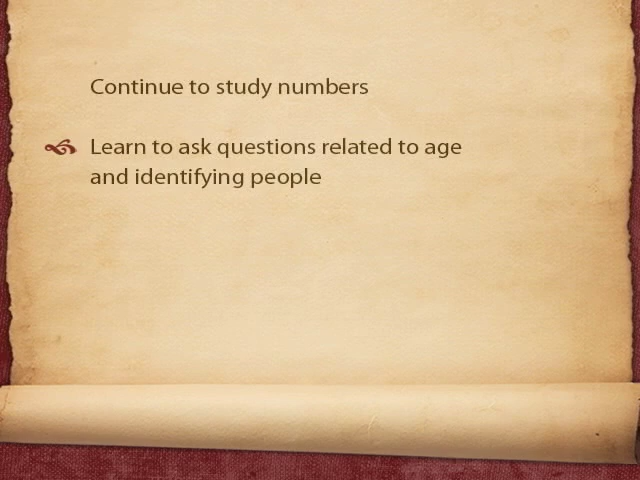 Continue to study numbers
Learn to ask questions related to age
and identifying people